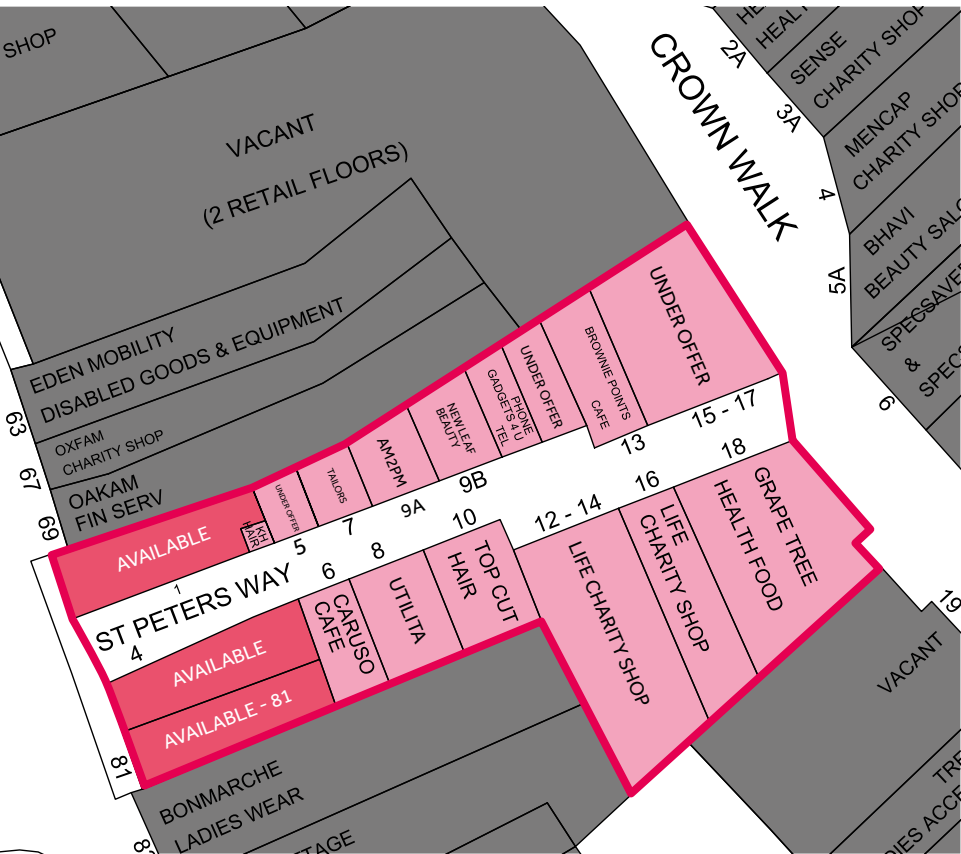 SHOP
VACANT
(2 RETAIL FLOORS)
CROWN WALK
2A
3A
4
5A
6
19
SENSE
CHARITY SHOP
MENCAP
CHARITY SHOP
BHAVI
BEAUTY SALO
SPECSAVE
&
SPECS
EDEN MOBILITY
DISABLED GOODS & EQUIPMENT
OXFAM
CHARITY SHOP
OAKAM
FIN SERV
63
67
69
81
AVAILABLE
1
KH
HAIR
UNDER OFFER
5
TAILORS
7
AM2PM
9A
NEW LEAF
BEAUTY
9B
PHONE
GADGETS 4 U
TEL
UNDER OFFER
BROWNIE POINTS
CAFE
13
UNDER OFFER
15 - 17
ST PETERS WAY
4
AVAILABLE
AVAILABLE - 81
6
CARUSO
CAFE
8
UTILITA
10
TOP CUT
HAIR
12 - 14
LIFE CHARITY SHOP
16
LIFE
CHARITY SHOP
18
GRAPE TREE
HEALTH FOOD
VACANT
BONMARCHE
LADIES WEAR